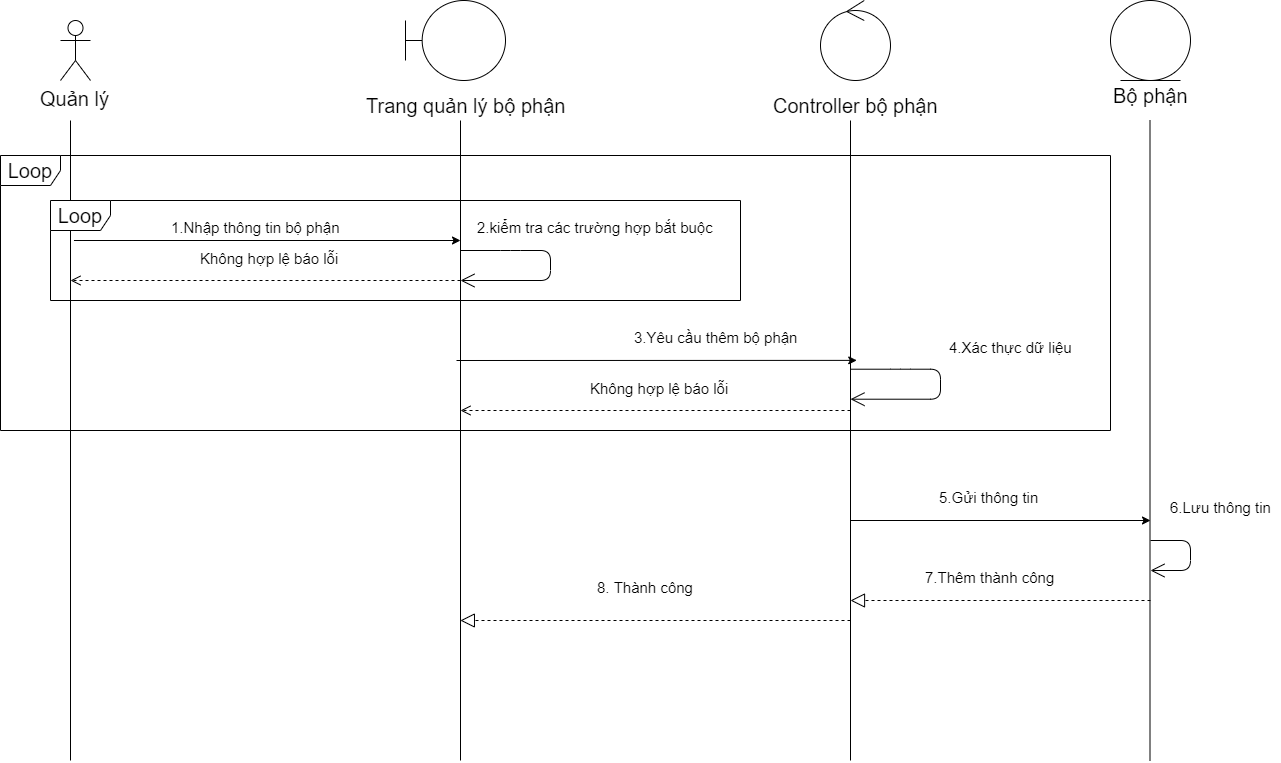 Quản lý
Trang quản lý bộ phận
Controller bộ phận
Bộ phận
Loop
Loop
1.Nhập thông tin bộ phận
2.kiểm tra các trường hợp bắt buộc
Không hợp lệ báo lỗi
3.Yêu cầu thêm bộ phận
4.Xác thực dữ liệu
Không hợp lệ báo lỗi
5.Gửi thông tin
6.Lưu thông tin
7.Thêm thành công
8. Thành công